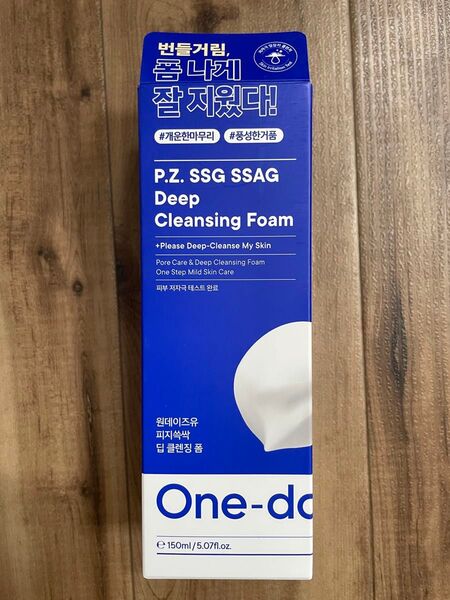 번들거림,
폼 나게
잘 지웠다!
Skin Irritation Test
#개운한마무리 #풍성한거품
P.Z. SSG SSAG
Deep
Cleansing Foam
+Please Deep-Cleanse My Skin
Pore Care & Deep Cleansing Foam
One Step Mild Skin Care
피부 저자극 테스트 완료
원데이즈유
피지쓱싹
딥 클렌징 폼
One-da
℮ 150ml / 5.07fl.oz.